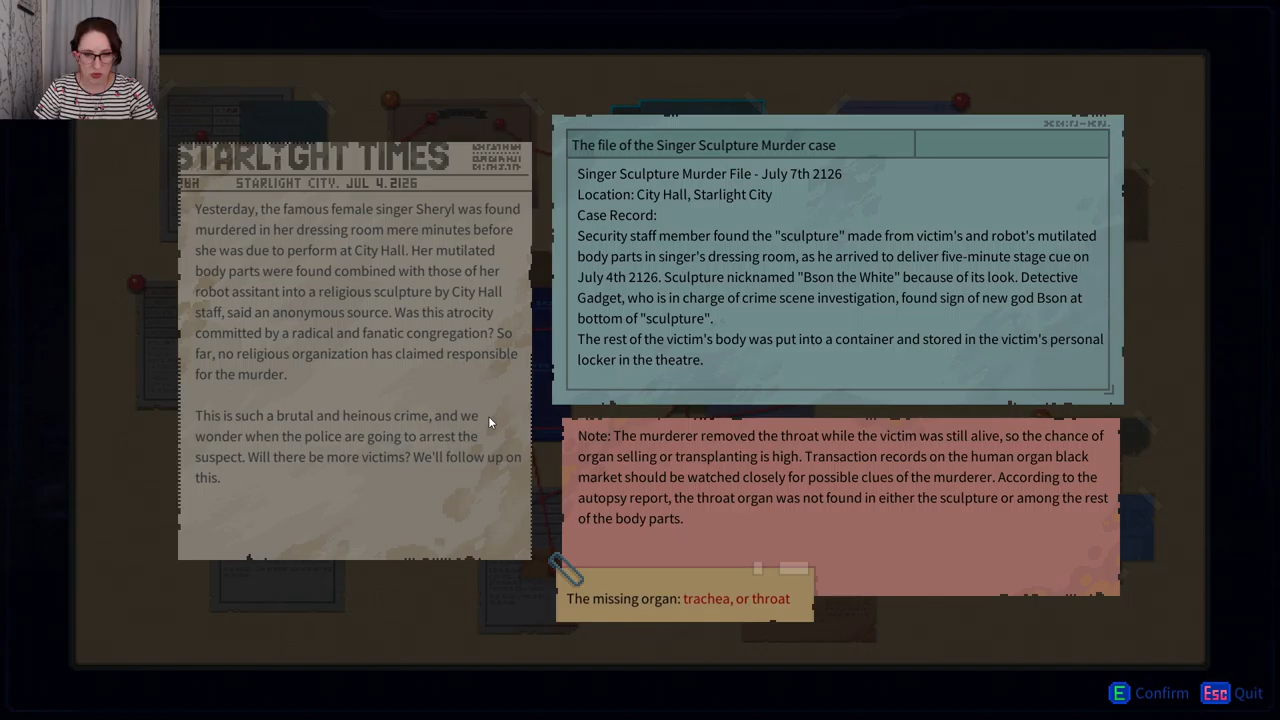 STARLIGHT TIMES
STARLIGHT CITY. JUL 4.2126
Yesterday, the famous female singer Sheryl was found
murdered in her dressing room mere minutes before
she was due to perform at City Hall. Her mutilated
body parts were found combined with those of her
robot assitant into a religious sculpture by City Hall
staff, said an anonymous source. Was this atrocity
committed by a radical and fanatic congregation? So
far, no religious organization has claimed responsible
for the murder.
This is such a brutal and heinous crime, and we
wonder when the police are going to arrest the
suspect. Will there be more victims? We'll follow up on
this.
The file of the Singer Sculpture Murder case
Singer Sculpture Murder File - July 7th 2126
Location: City Hall, Starlight City
Case Record:
Security staff member found the "sculpture" made from victim's and robot's mutilated
body parts in singer's dressing room, as he arrived to deliver five-minute stage cue on
July 4th 2126. Sculpture nicknamed "Bson the White" because of its look. Detective
Gadget, who is in charge of crime scene investigation, found sign of new god Bson at
bottom of "sculpture".
The rest of the victim's body was put into a container and stored in the victim's personal
locker in the theatre.
Note: The murderer removed the throat while the victim was still alive, so the chance of
organ selling or transplanting is high. Transaction records on the human organ black
market should be watched closely for possible clues of the murderer. According to the
autopsy report, the throat organ was not found in either the sculpture or among the rest
of the body parts.
The missing organ: trachea, or throat
E Confirm Esc Quit